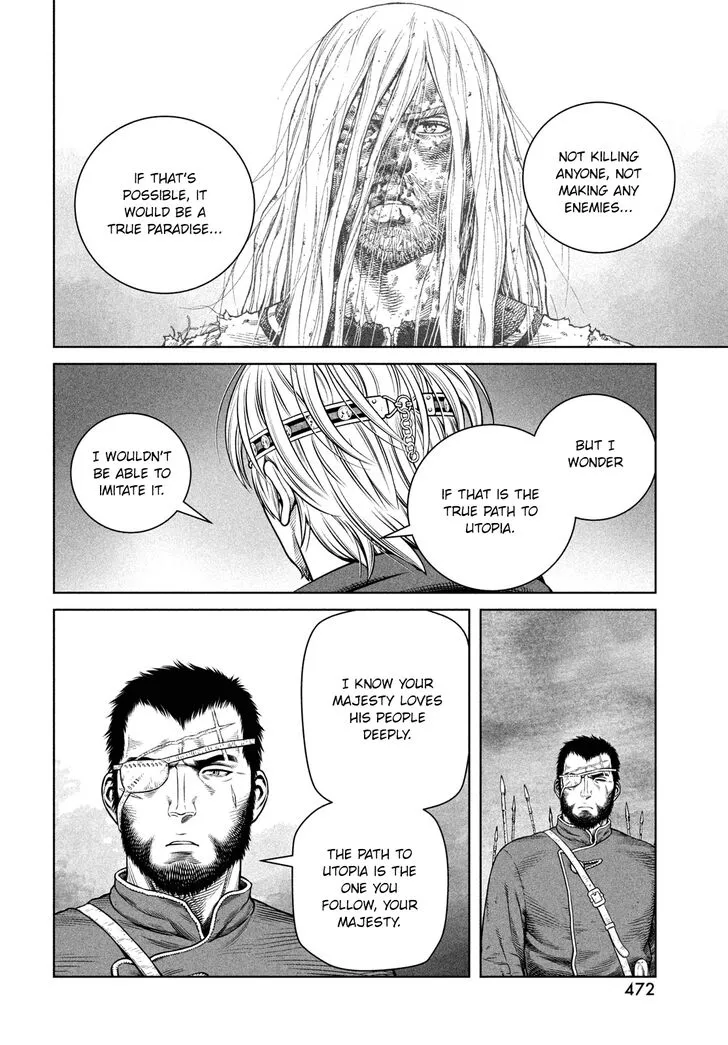 NOT KILLING
ANYONE, NOT
MAKING ANY
ENEMIES...
IF THAT'S
POSSIBLE, IT
WOULD BE A
TRUE PARADISE...
BUT I
WONDER
IF THAT IS THE
TRUE PATH TO
UTOPIA.
I WOULDN'T
BE ABLE TO
IMITATE IT.
I KNOW YOUR
MAJESTY LOVES
HIS PEOPLE
DEEPLY.
THE PATH TO
UTOPIA IS THE
ONE YOU
FOLLOW, YOUR
MAJESTY.
472